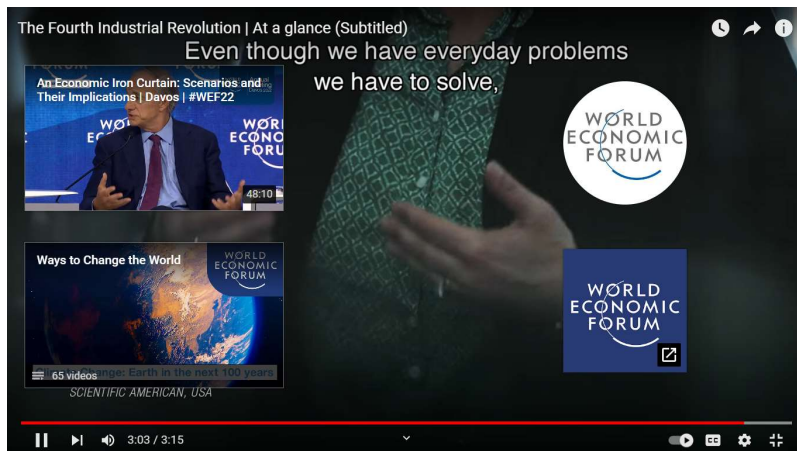 The Fourth Industrial Revolution | At a glance (Subtitled)
Even though we have everyday problems
we have to solve,
An Economic Iron Curtain: Scenarios and
Their Implications | Davos | #WEF22
WORLD
ECONOMIC
FORUM
48:10
WORLD
ECONOMIC
FORUM
Ways to Change the World
WORLD
ECONOMIC
FORUM
Change: Earth in the next 100 years
65 videos
WORLD
ECONOMIC
FORUM
SCIENTIFIC AMERICAN, USA
3:03 / 3:15
CC